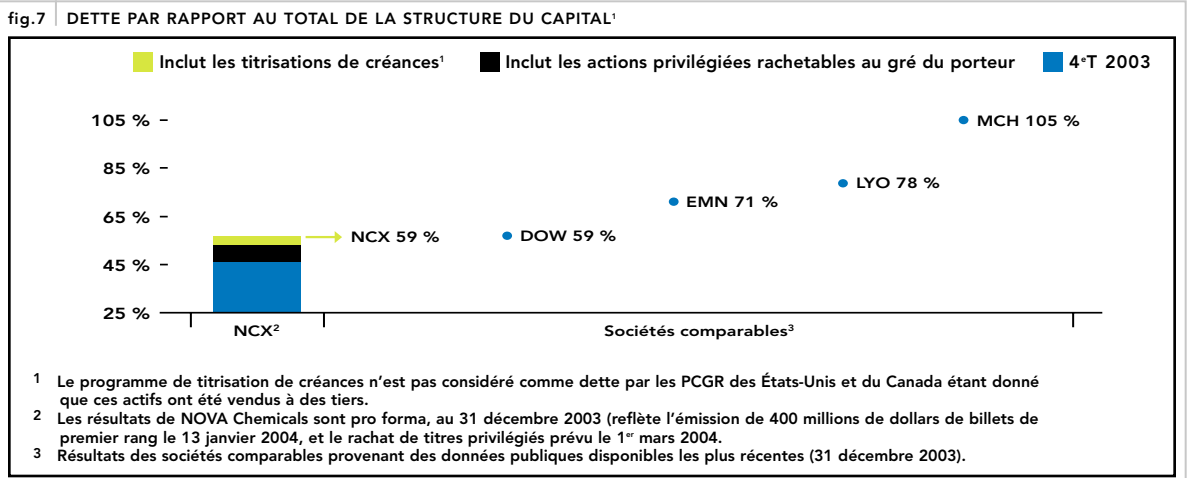 fig.7 DETTE PAR RAPPORT AU TOTAL DE LA STRUCTURE DU CAPITAL¹
Inclut les titrisations de créances¹ Inclut les actions privilégiées rachetables au gré du porteur 4ᵉT 2003
105 %
MCH 105 %
85 %
LYO 78 %
EMN 71 %
65 %
NCX 59 % DOW 59 %
45 %
25 %
NCX² Sociétés comparables³
1 Le programme de titrisation de créances n’est pas considéré comme dette par les PCGR des États-Unis et du Canada étant donné
que ces actifs ont été vendus à des tiers.
2 Les résultats de NOVA Chemicals sont pro forma, au 31 décembre 2003 (reflète l’émission de 400 millions de dollars de billets de
premier rang le 13 janvier 2004, et le rachat de titres privilégiés prévu le 1ᵉʳ mars 2004.
3 Résultats des sociétés comparables provenant des données publiques disponibles les plus récentes (31 décembre 2003).